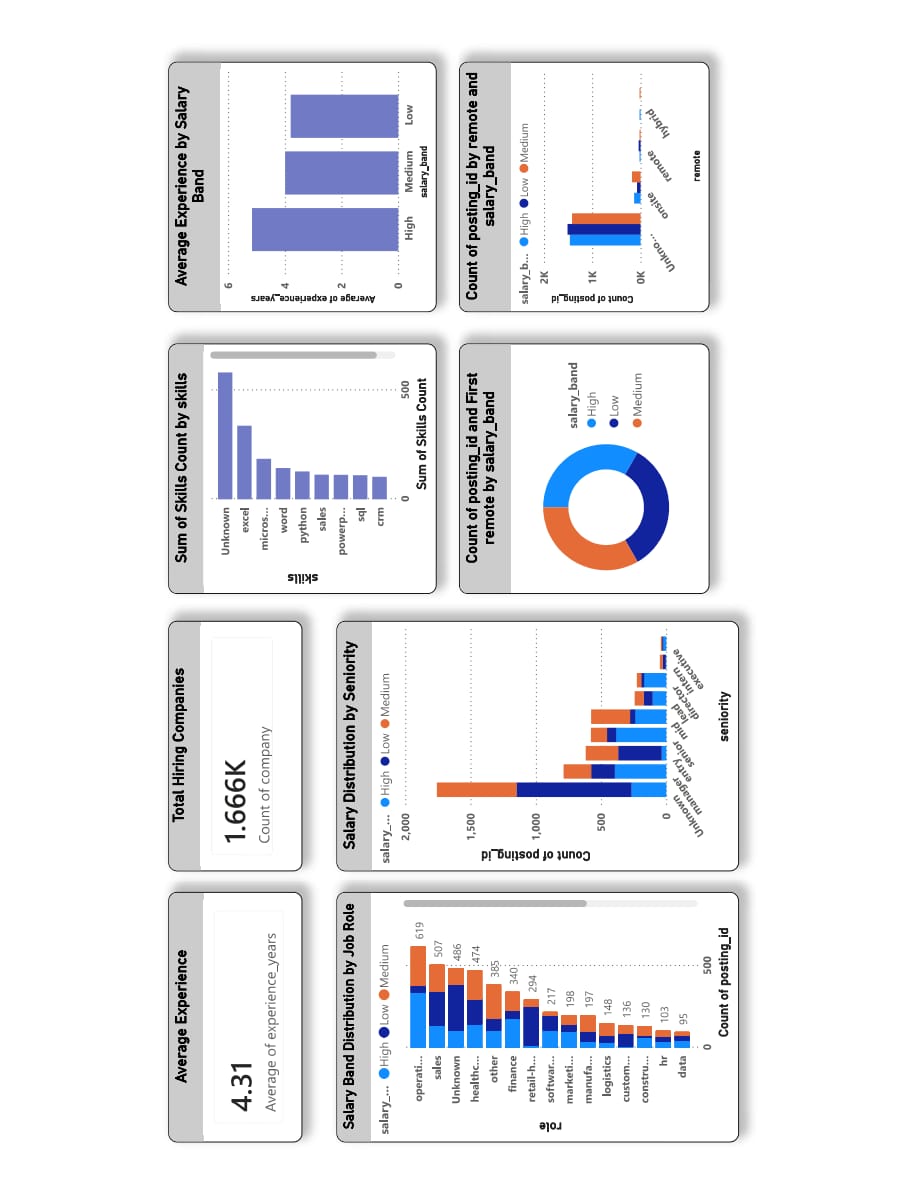 Average Experience
4.31
Average of experience_years
Total Hiring Companies
1.666K
Count of company
Sum of Skills Count by skills
skills
Unknown
excel
micros...
word
python
sales
powerp...
sql
crm
0
500
Sum of Skills Count
Average Experience by Salary
Band
Average of experience_years
6
4
2
0
High
Medium
Low
salary_band
Salary Band Distribution by Job Role
salary_... High Low Medium
role
operati... 619
sales 507
Unknown 486
healthc... 474
other 385
finance 340
retail-h... 294
softwar... 217
marketi... 198
manufa... 197
logistics 148
custom... 136
constru... 130
hr 103
data 95
0
500
Count of posting_id
Salary Distribution by Seniority
salary_... High Low Medium
Count of posting_id
2,000
1,500
1,000
500
0
Unknown
manager
entry
senior
mid
lead
director
intern
executive
seniority
Count of posting_id and First
remote by salary_band
salary_band
High
Low
Medium
Count of posting_id by remote and
salary_band
salary_b... High Low Medium
Count of posting_id
2K
1K
0K
Unkno...
onsite
remote
hybrid
remote